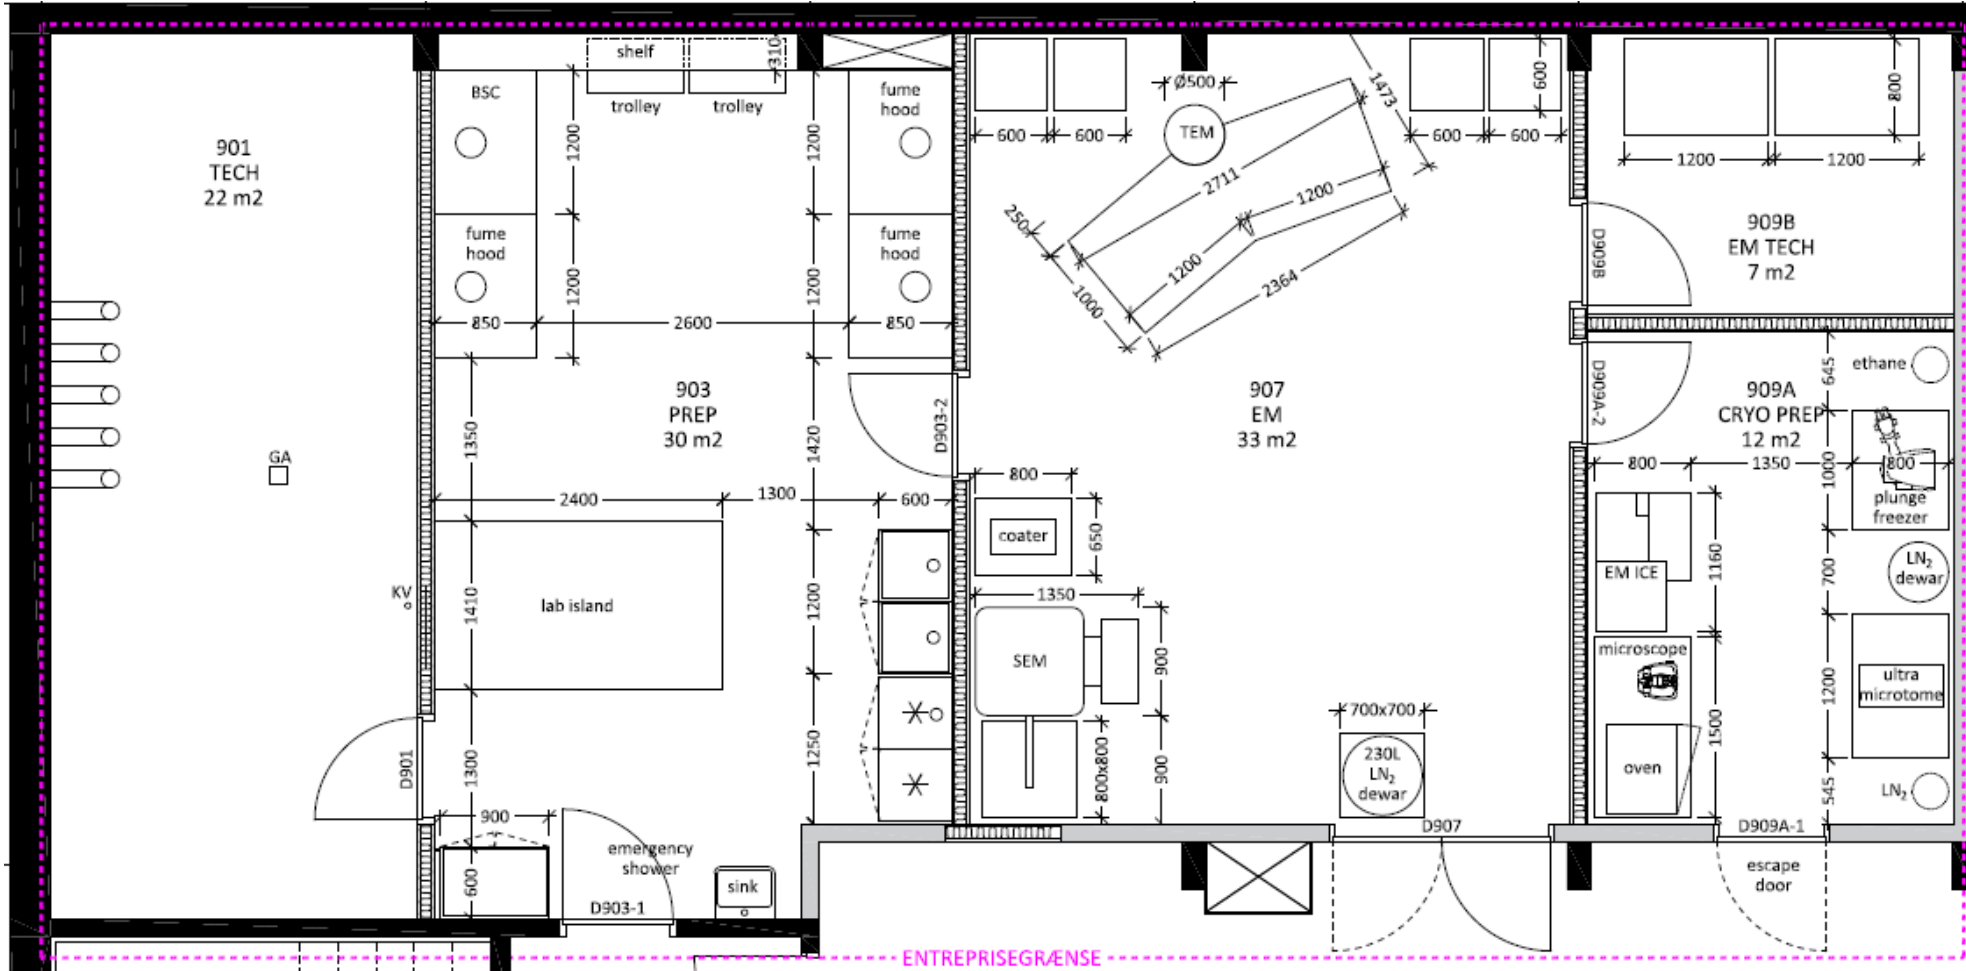 901
TECH
22 m2
GA
KV
D901
BSC
fume
hood
shelf
trolley
trolley
310
fume
hood
fume
hood
1200
1200
1200
1200
850
2600
850
903
PREP
30 m2
D903-2
1350
1420
2400
1300
600
lab island
1410
1200
1300
1250
900
600
emergency
shower
sink
D903-1
600
600
Ø500
TEM
1473
600
600
600
2711
1200
250
1200
1000
2364
907
EM
33 m2
800
coater
650
1350
SEM
900
800x800
900
700x700
230L
LN2
dewar
D907
800
1200
1200
909B
EM TECH
7 m2
D909B
D909A-2
909A
CRYO PREP
12 m2
645
ethane
800
1350
1000
800
plunge
freezer
EM ICE
1160
700
LN2
dewar
microscope
1200
ultra
microtome
1500
oven
545
LN2
D909A-1
escape
door
ENTREPRISEGRÆNSE